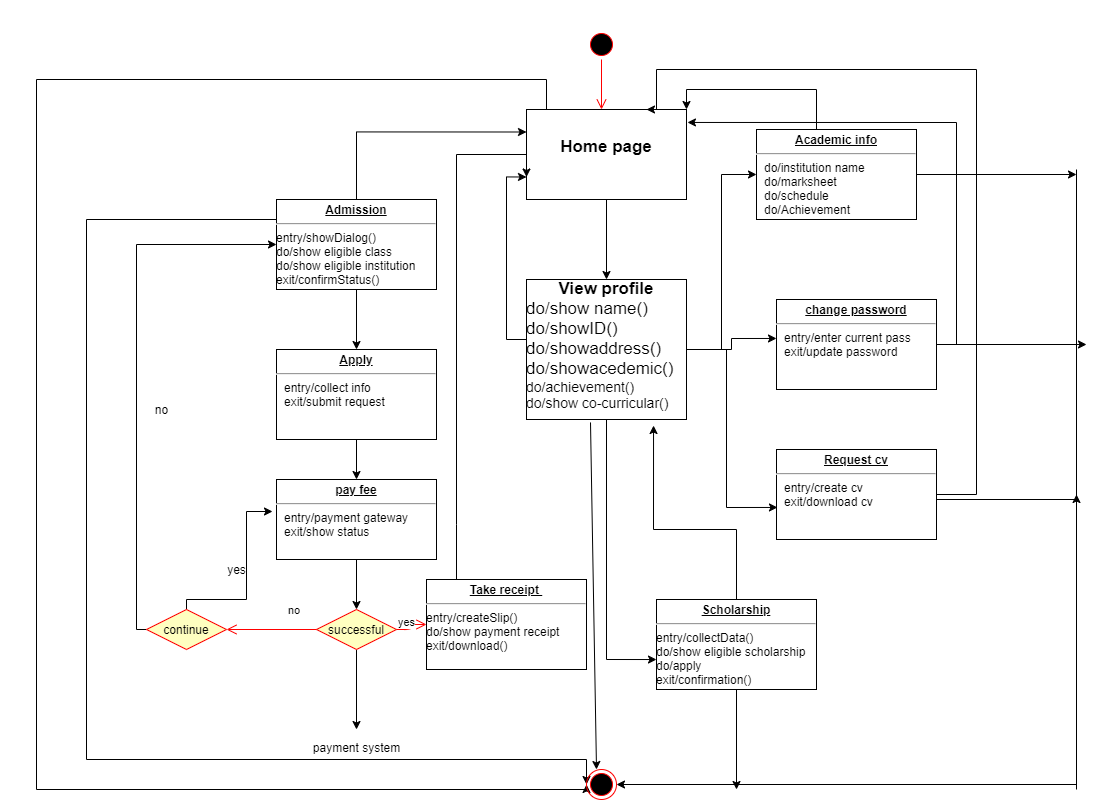 Home page
Academic info
do/institution name
do/marksheet
do/schedule
do/Achievement
Admission
entry/showDialog()
do/show eligible class
do/show eligible institution
exit/confirmStatus()
View profile
do/show name()
do/showID()
do/showaddress()
do/showacedemic()
do/achievement()
do/show co-curricular()
change password
entry/enter current pass
exit/update password
Apply
entry/collect info
exit/submit request
no
Request cv
entry/create cv
exit/download cv
pay fee
entry/payment gateway
exit/show status
yes
Take receipt
entry/createSlip()
do/show payment receipt
exit/download()
no
yes
continue
successful
Scholarship
entry/collectData()
do/show eligible scholarship
do/apply
exit/confirmation()
payment system